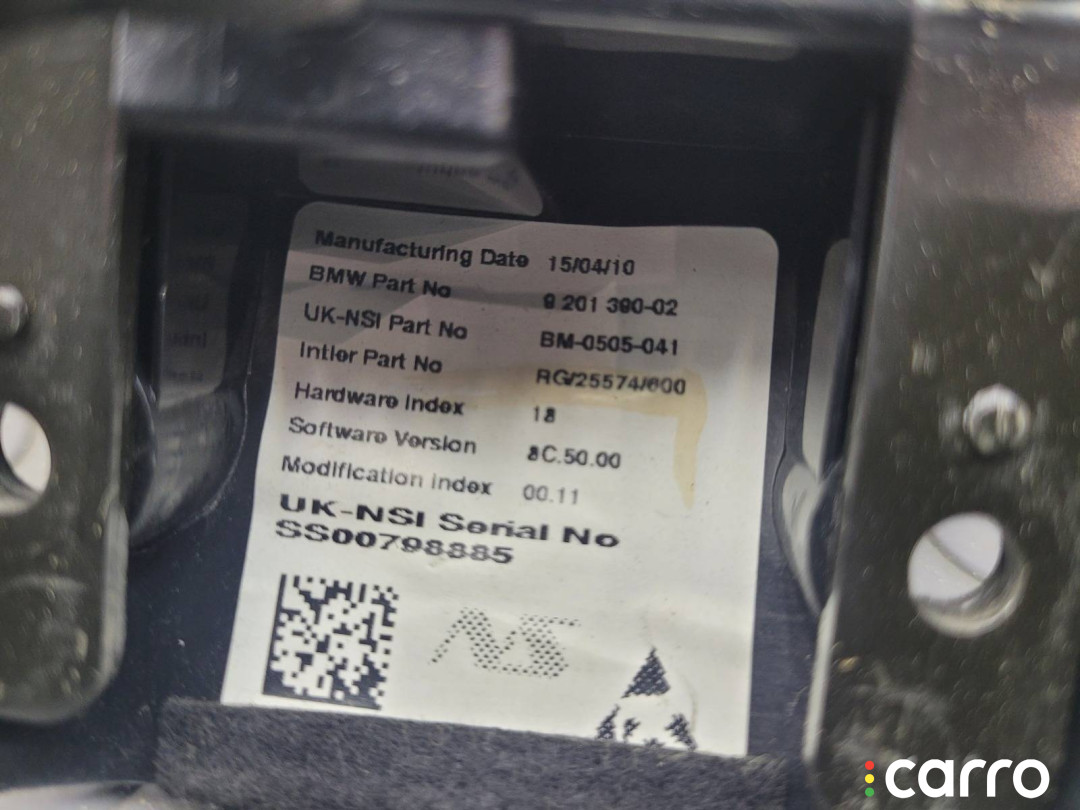 Manufacturing Date 15/04/10
BMW Part No 9 201 390-02
UK-NSI Part No BM-0505-041
Intier Part No RG/25574/600
Hardware Index 18
Software Version 8C.50.00
Modification Index 00.11
UK-NSI Serial No
SS00798885
NS
carro